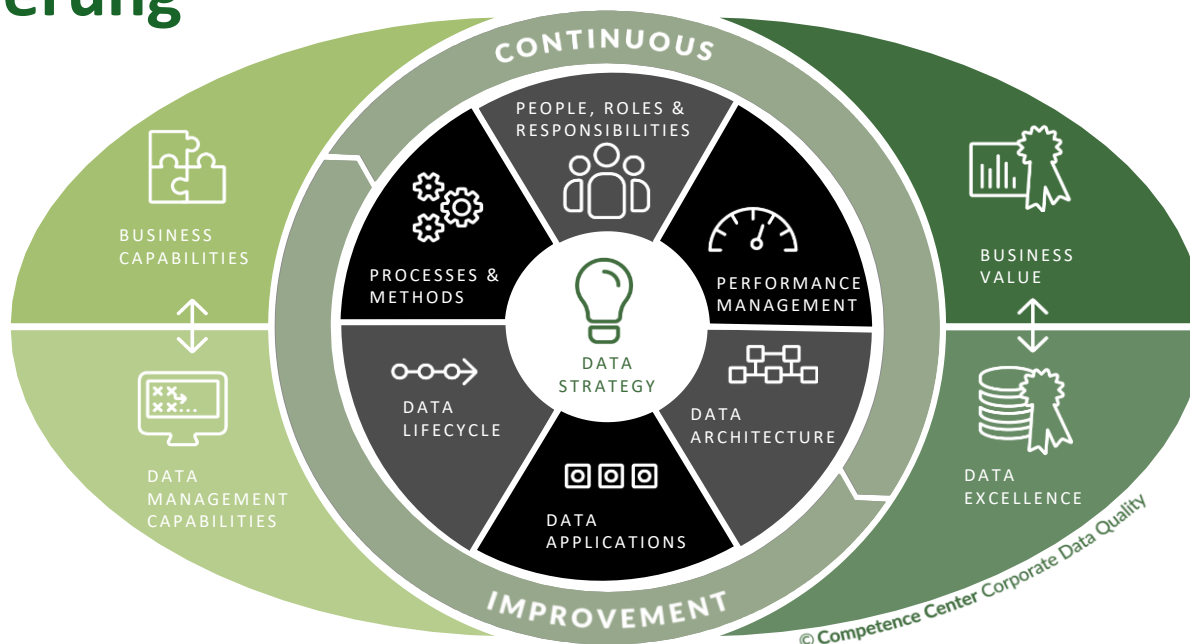 CONTINUOUS
PEOPLE, ROLES &
RESPONSIBILITIES
BUSINESS
CAPABILITIES
PROCESSES &
METHODS
PERFORMANCE
MANAGEMENT
BUSINESS
VALUE
DATA
STRATEGY
DATA
LIFECYCLE
DATA
ARCHITECTURE
DATA
MANAGEMENT
CAPABILITIES
DATA
APPLICATIONS
DATA
EXCELLENCE
IMPROVEMENT
© Competence Center Corporate Data Quality